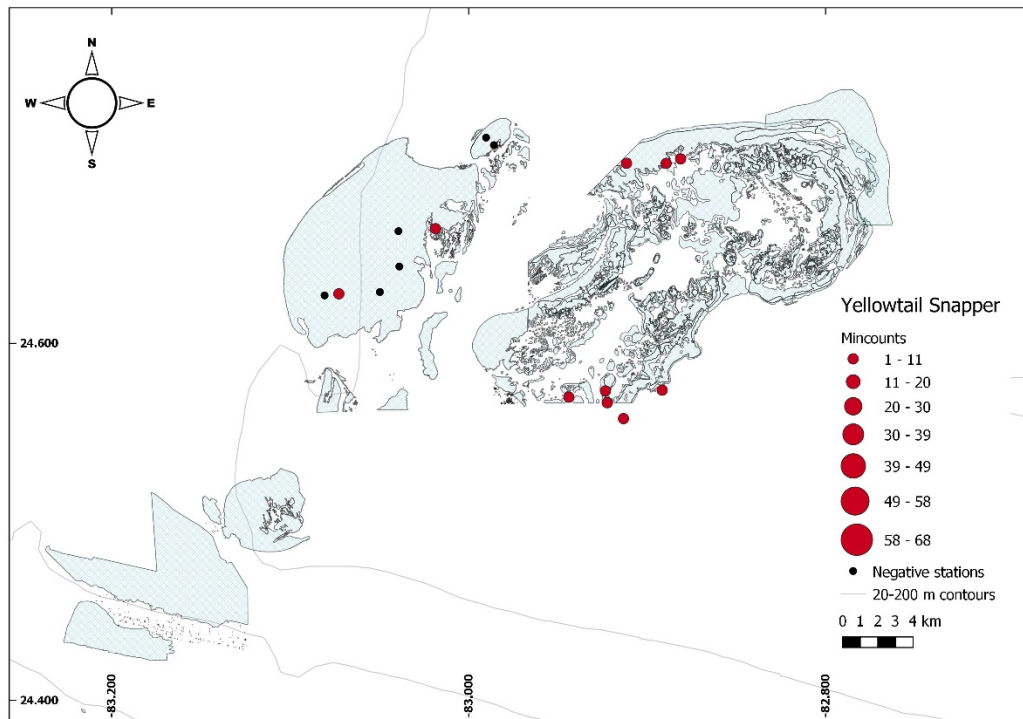 N
W E
S
Yellowtail Snapper
Mincounts
1 - 11
11 - 20
20 - 30
30 - 39
39 - 49
49 - 58
58 - 68
Negative stations
20-200 m contours
0 1 2 3 4 km
24.600
24.400
-83.200
-83.000
-82.800